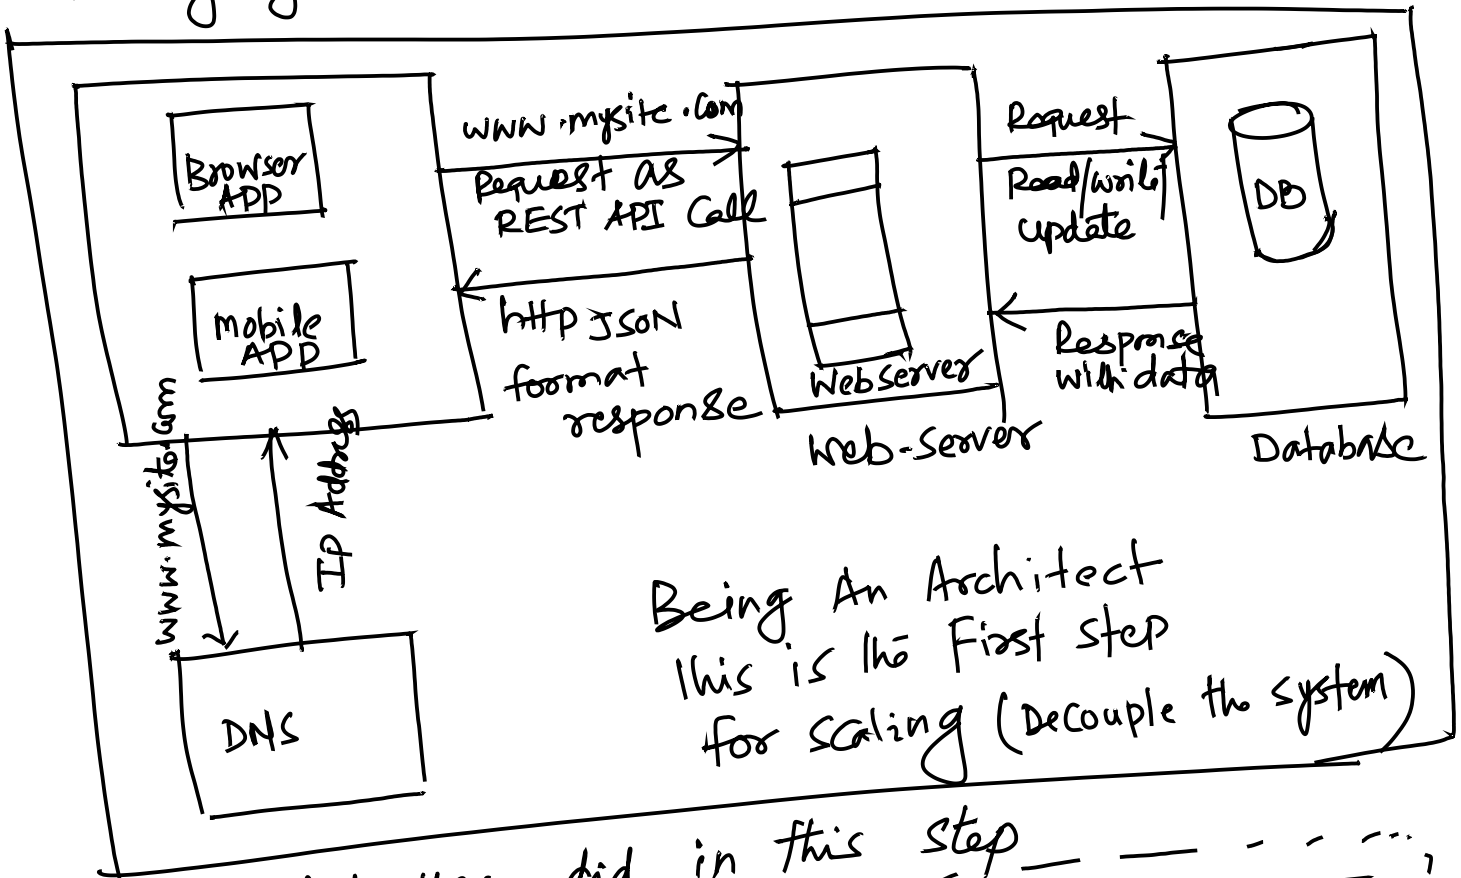 Browser
APP
Mobile
APP
www.mysite.com
Request as
REST API Call
http JSON
format
response
Webserver
Web-Server
Request
Read/write/
update
Response
with data
DB
Database
www.mysite.com
IP Address
DNS
Being An Architect
This is the First step
for scaling (Decouple the system)
did in this step